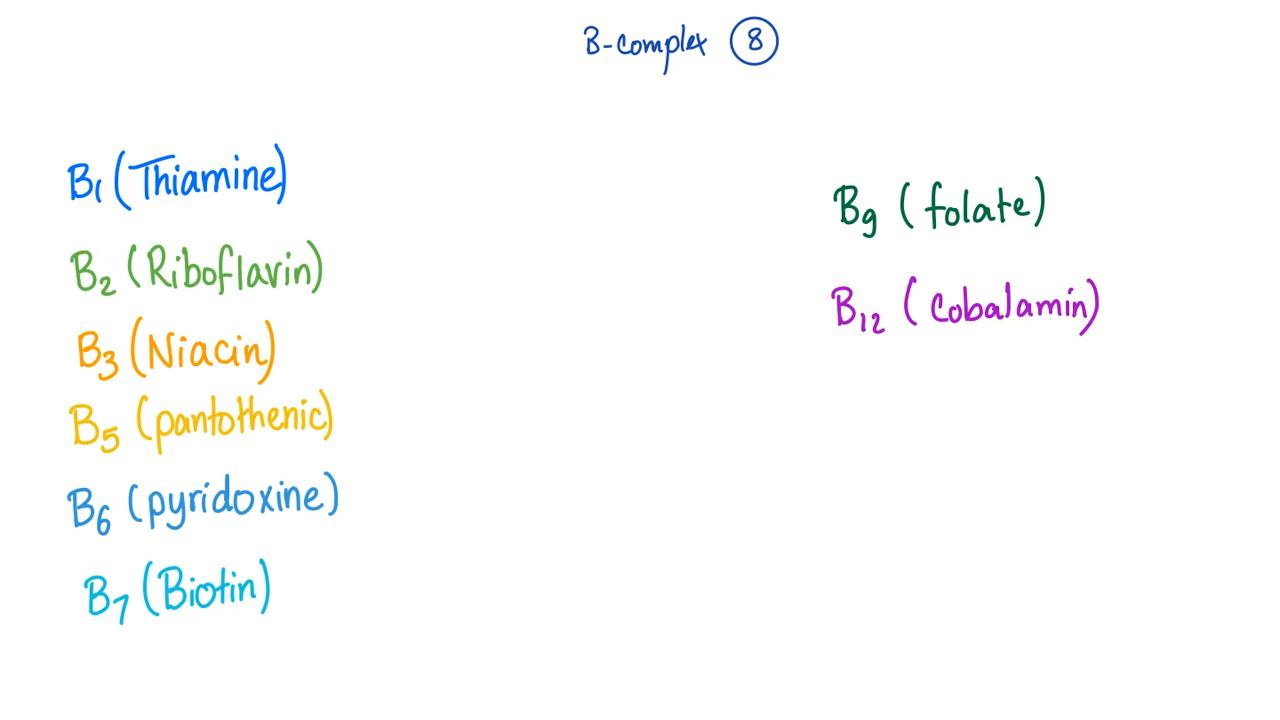 B-complex 8
B1 (Thiamine)
B2 (Riboflavin)
B3 (Niacin)
B5 (pantothenic)
B6 (pyridoxine)
B7 (Biotin)
B9 (folate)
B12 (Cobalamin)